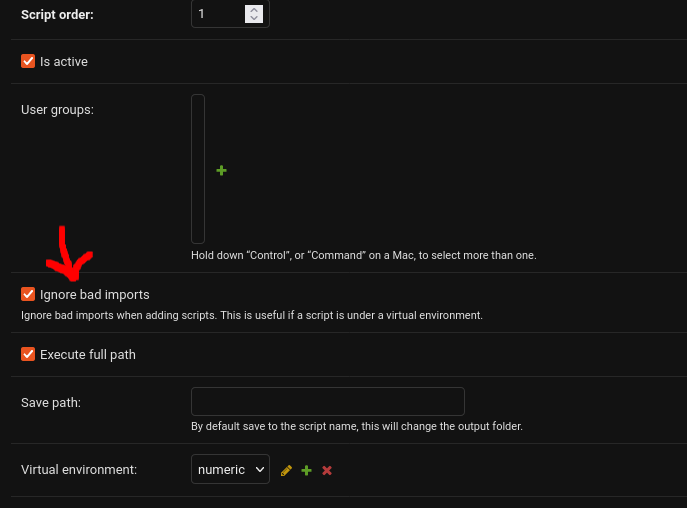 Script order:
1
Is active
User groups:
Hold down “Control”, or “Command” on a Mac, to select more than one.
Ignore bad imports
Ignore bad imports when adding scripts. This is useful if a script is under a virtual environment.
Execute full path
Save path:
By default save to the script name, this will change the output folder.
Virtual environment:
numeric